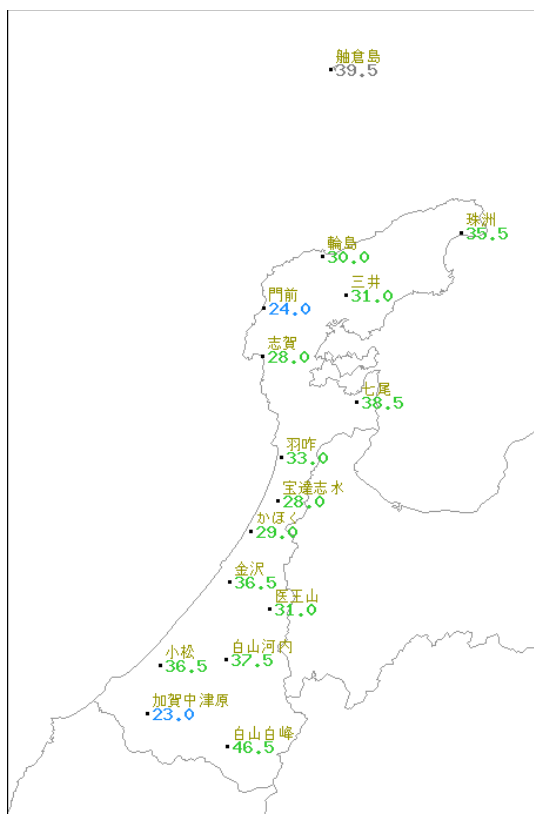 舳倉島
39.5
珠洲
35.5
輪島
30.0
三井
31.0
門前
24.0
志賀
28.0
七尾
38.5
羽咋
33.0
宝達志水
28.0
かほく
29.0
金沢
36.5
医王山
31.0
白山河内
37.5
小松
36.5
加賀中津原
23.0
白山白峰
46.5